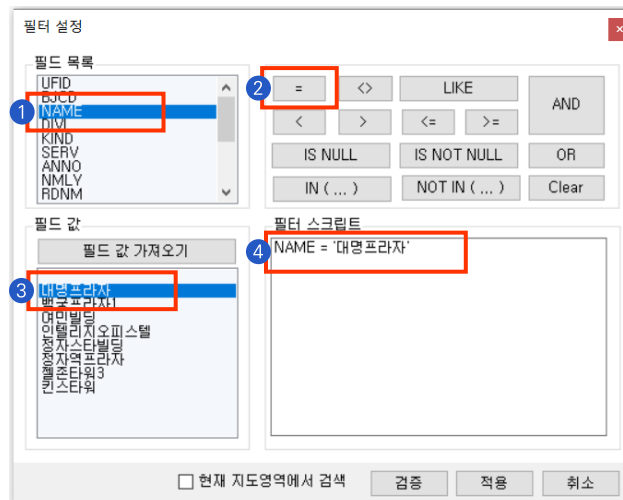 필터 설정
×
필드 목록
UFID
BJCD
NAME
DIVI
KIND
SERV
ANNO
NMLY
RDNM
1
2
= <> LIKE AND
< > <= >=
IS NULL IS NOT NULL OR
IN ( ... ) NOT IN ( ... ) Clear
필드 값
필드 값 가져오기
3
대명프라자
백궁프라자1
여민빌딩
인텔리지오피스텔
정자스타빌딩
정자역프라자
젤존타워3
킨스타워
필터 스크립트
4
NAME = '대명프라자'
현재 지도영역에서 검색 검증 적용 취소